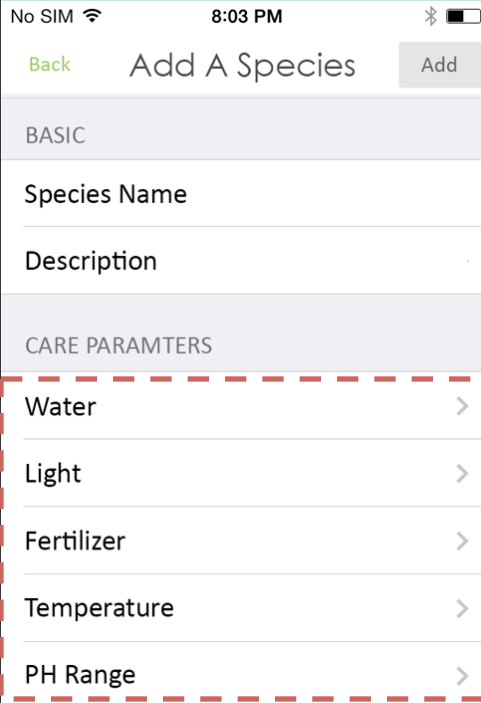 No SIM 8:03 PM
Back Add A Species Add
BASIC
Species Name
Description
CARE PARAMTERS
Water
Light
Fertilizer
Temperature
PH Range